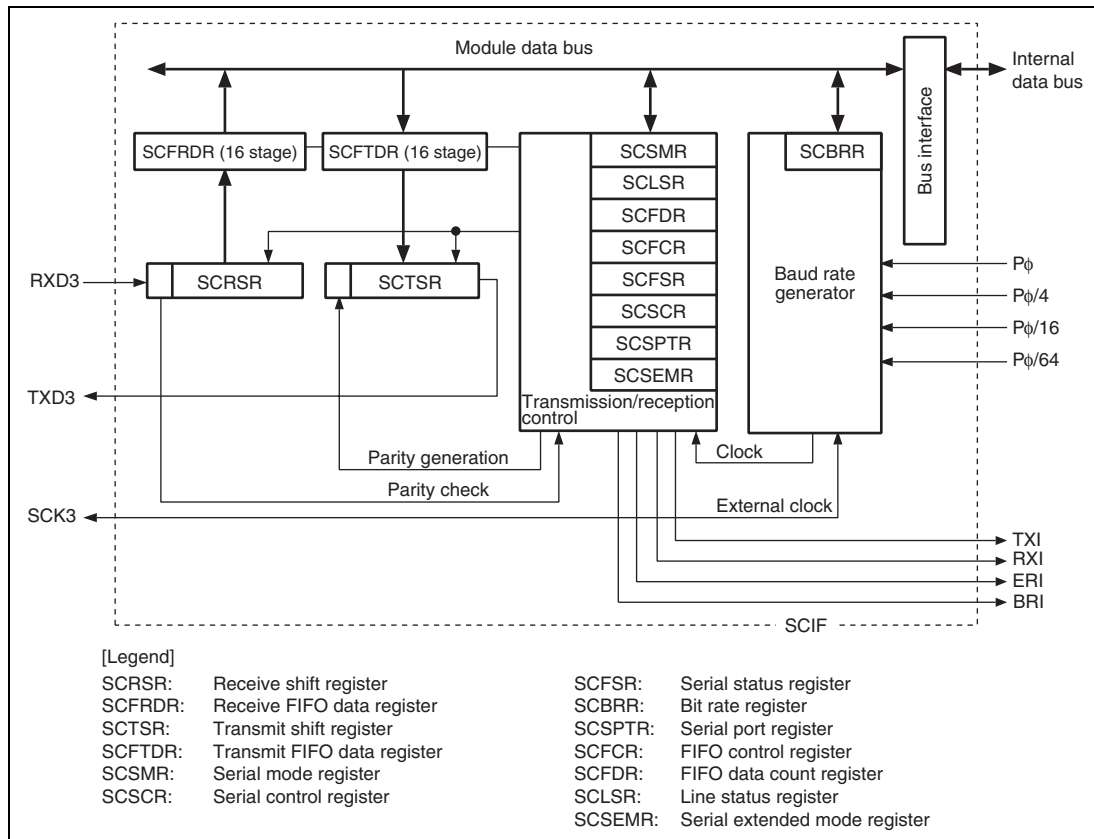 Module data bus
Internal
data bus
Bus interface
SCFRDR (16 stage)
SCFTDR (16 stage)
SCSMR
SCBRR
SCLSR
SCFDR
SCFCR
SCFSR
SCSCR
SCSPTR
SCSEMR
Transmission/reception
control
Baud rate
generator
RXD3
SCRSR
SCTSR
Pϕ
Pϕ/4
Pϕ/16
Pϕ/64
TXD3
Parity generation
Clock
Parity check
External clock
SCK3
TXI
RXI
ERI
BRI
SCIF
[Legend]
SCRSR: Receive shift register
SCFRDR: Receive FIFO data register
SCTSR: Transmit shift register
SCFTDR: Transmit FIFO data register
SCSMR: Serial mode register
SCSCR: Serial control register
SCFSR: Serial status register
SCBRR: Bit rate register
SCSPTR: Serial port register
SCFCR: FIFO control register
SCFDR: FIFO data count register
SCLSR: Line status register
SCSEMR: Serial extended mode register